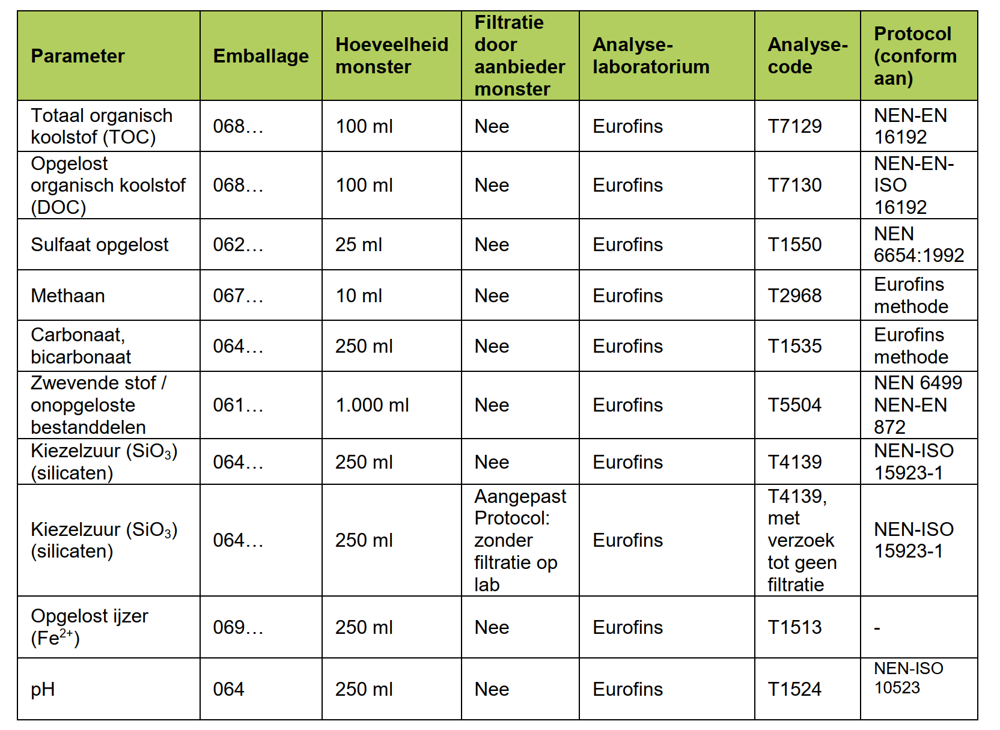 Parameter
Emballage
Hoeveelheid
monster
Filtratie
door
aanbieder
monster
Analyse-
laboratorium
Analyse-
code
Protocol
(conform
aan)
Totaal organisch
koolstof (TOC)
068…
100 ml
Nee
Eurofins
T7129
NEN-EN
16192
Opgelost
organisch koolstof
(DOC)
068…
100 ml
Nee
Eurofins
T7130
NEN-EN-
ISO
16192
Sulfaat opgelost
062…
25 ml
Nee
Eurofins
T1550
NEN
6654:1992
Methaan
067…
10 ml
Nee
Eurofins
T2968
Eurofins
methode
Carbonaat,
bicarbonaat
064…
250 ml
Nee
Eurofins
T1535
Eurofins
methode
Zwevende stof /
onopgeloste
bestanddelen
061…
1.000 ml
Nee
Eurofins
T5504
NEN 6499
NEN-EN
872
Kiezelzuur (SiO₃)
(silicaten)
064…
250 ml
Nee
Eurofins
T4139
NEN-ISO
15923-1
Kiezelzuur (SiO₃)
(silicaten)
064…
250 ml
Aangepast
Protocol:
zonder
filtratie op
lab
Eurofins
T4139,
met
verzoek
tot geen
filtratie
NEN-ISO
15923-1
Opgelost ijzer
(Fe²⁺)
069…
250 ml
Nee
Eurofins
T1513
-
pH
064
250 ml
Nee
Eurofins
T1524
NEN-ISO
10523